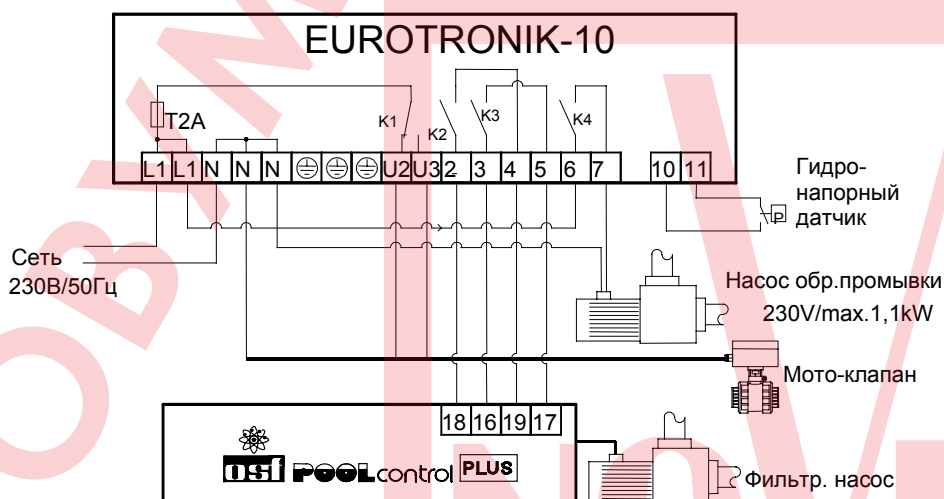 EUROTRONIK-10
T2A
K1
K2
K3
K4
L1 L1 N N N U2 U3 2 3 4 5 6 7 10 11
Гидро-
напорный
датчик
P
Сеть
230В/50Гц
Насос обр.промывки
230V/max.1,1kW
Мото-клапан
18 16 19 17
osf POOLcontrol PLUS
Фильтр. насос